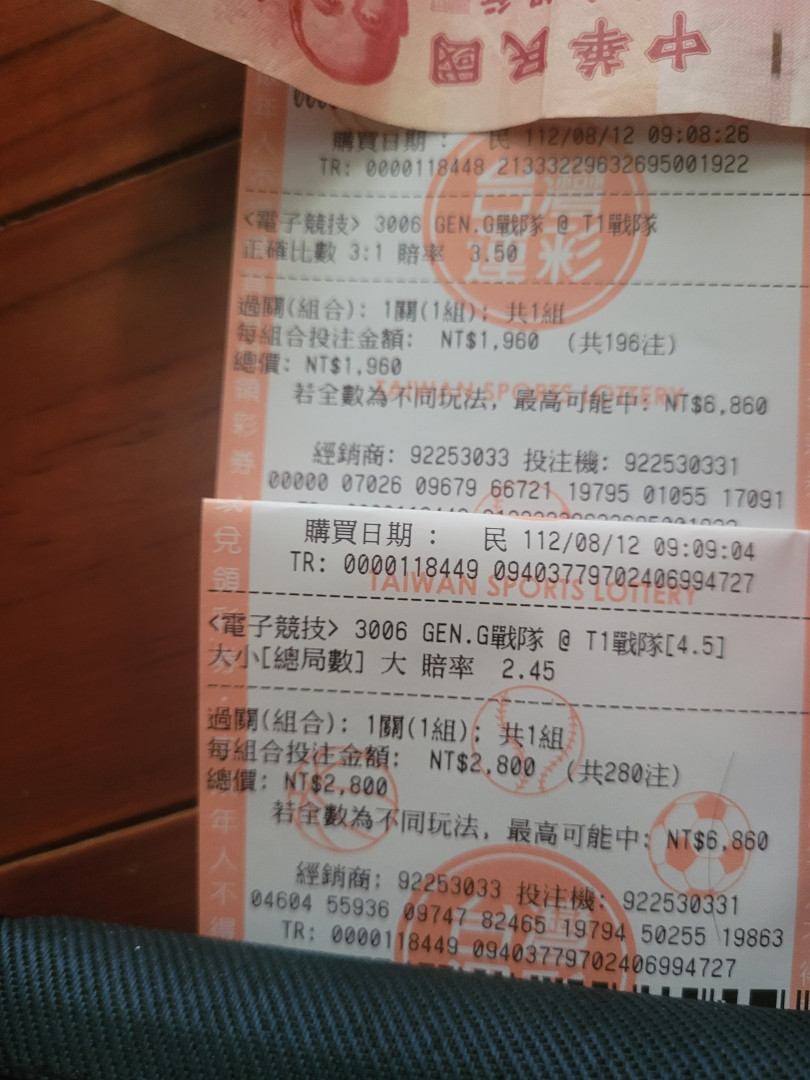 中華民國
購買日期： 民 112/08/12 09:08:26
TR: 0000118448 21333229632695001922
<電子競技> 3006 GEN.G戰隊 @ T1戰隊
正確比數 3:1 賠率 3.50
過關(組合): 1關(1組); 共1組
每組合投注金額: NT$1,960 (共196注)
總價: NT$1,960
TAIWAN SPORTS LOTTERY
若全數為不同玩法, 最高可能中: NT$6,860
經銷商: 92253033 投注機: 922530331
00000 07026 09679 66721 19795 01055 17091
購買日期： 民 112/08/12 09:09:04
TR: 0000118449 09403779702406994727
TAIWAN SPORTS LOTTERY
<電子競技> 3006 GEN.G戰隊 @ T1戰隊[4.5]
大小[總局數] 大 賠率 2.45
過關(組合): 1關(1組); 共1組
每組合投注金額: NT$2,800 (共280注)
總價: NT$2,800
若全數為不同玩法, 最高可能中: NT$6,860
經銷商: 92253033 投注機: 922530331
04604 55936 09747 82465 19794 50255 19863
TR: 0000118449 09403779702406994727